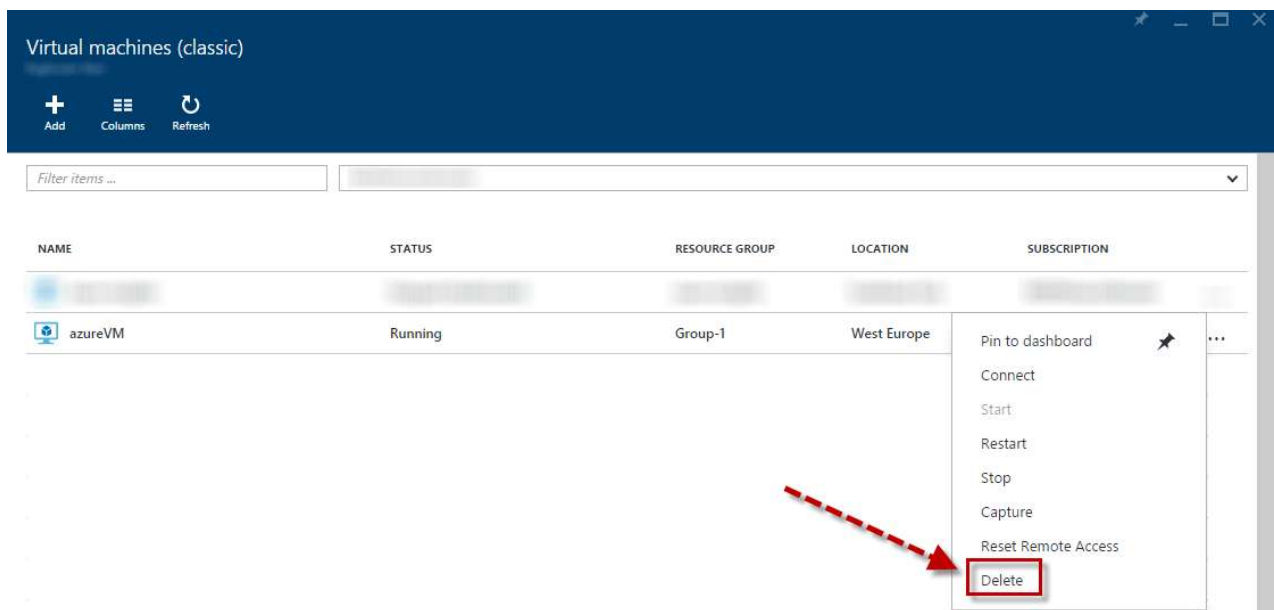 Virtual machines (classic)
Add Columns Refresh
Filter items ...
NAME STATUS RESOURCE GROUP LOCATION SUBSCRIPTION
azureVM Running Group-1 West Europe ...
Pin to dashboard
Connect
Start
Restart
Stop
Capture
Reset Remote Access
Delete